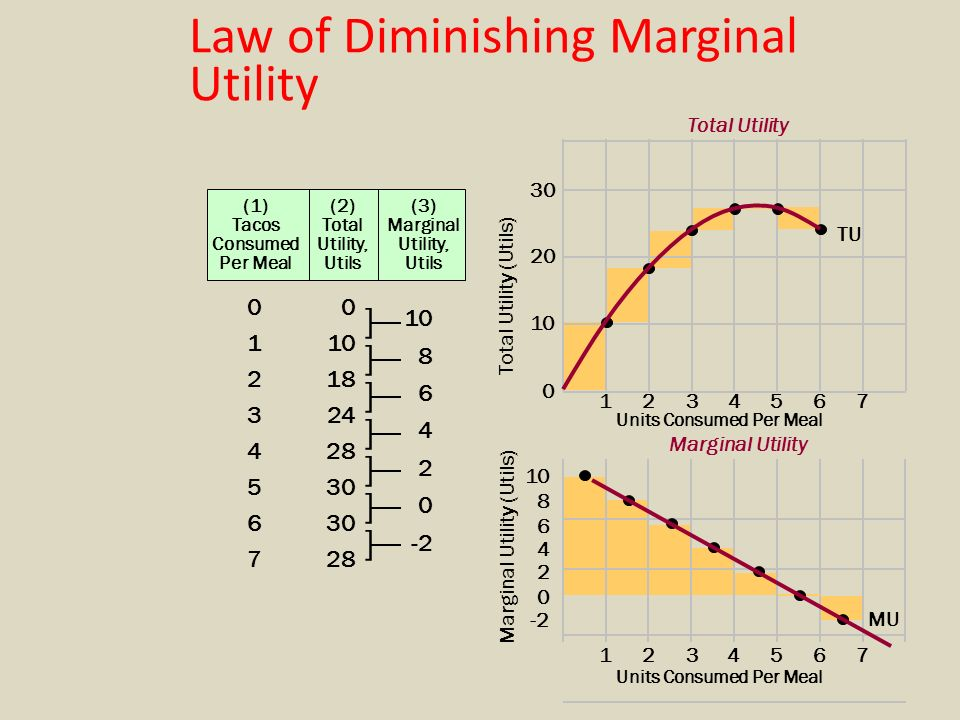 Law of Diminishing Marginal
Utility
(1)
Tacos
Consumed
Per Meal
(2)
Total
Utility,
Utils
(3)
Marginal
Utility,
Utils
0 0
10
1 10
8
2 18
6
3 24
4
4 28
2
5 30
0
6 30
-2
7 28
Total Utility
Total Utility (Utils)
30
20
10
0
TU
1 2 3 4 5 6 7
Units Consumed Per Meal
Marginal Utility
Marginal Utility (Utils)
10
8
6
4
2
0
-2
MU
1 2 3 4 5 6 7
Units Consumed Per Meal